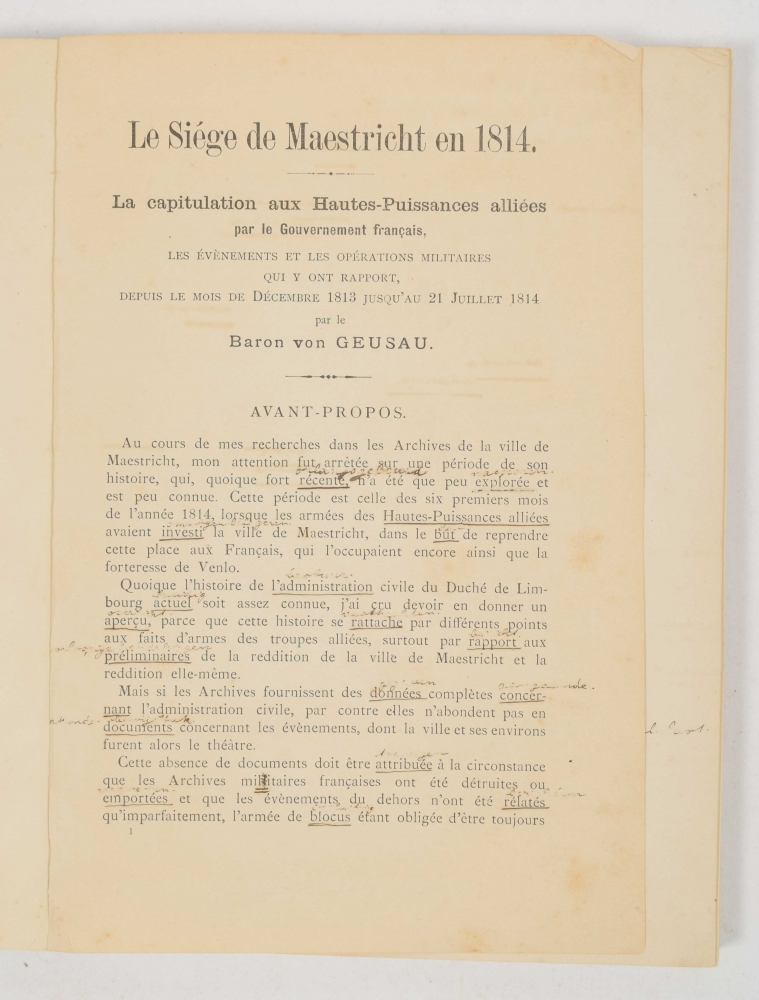 Le Siége de Maestricht en 1814.
La capitulation aux Hautes-Puissances alliées
par le Gouvernement français,
LES ÉVÈNEMENTS ET LES OPÉRATIONS MILITAIRES
QUI Y ONT RAPPORT,
DEPUIS LE MOIS DE DÉCEMBRE 1813 JUSQU'AU 21 JUILLET 1814
par le
Baron von GEUSAU.
AVANT-PROPOS.
Au cours de mes recherches dans les Archives de la ville de
Maestricht, mon attention fut arrêtée sur une période de son
histoire, qui, quoique fort récente, n'a été que peu explorée et
est peu connue. Cette période est celle des six premiers mois
de l'année 1814, lorsque les armées des Hautes-Puissances alliées
avaient investi la ville de Maestricht, dans le but de reprendre
cette place aux Français, qui l'occupaient encore ainsi que la
forteresse de Venlo.
Quoique l'histoire de l'administration civile du Duché de Lim-
bourg actuel soit assez connue, j'ai cru devoir en donner un
aperçu, parce que cette histoire se rattache par différents points
aux faits d'armes des troupes alliées, surtout par rapport aux
préliminaires de la reddition de la ville de Maestricht et la
reddition elle-même.
Mais si les Archives fournissent des données complètes concer-
nant l'administration civile, par contre elles n'abondent pas en
documents concernant les évènements, dont la ville et ses environs
furent alors le théâtre.
Cette absence de documents doit être attribuée à la circonstance
que les Archives militaires françaises ont été détruites ou
emportées et que les évènements du dehors n'ont été relatés
qu'imparfaitement, l'armée de blocus étant obligée d'être toujours
1